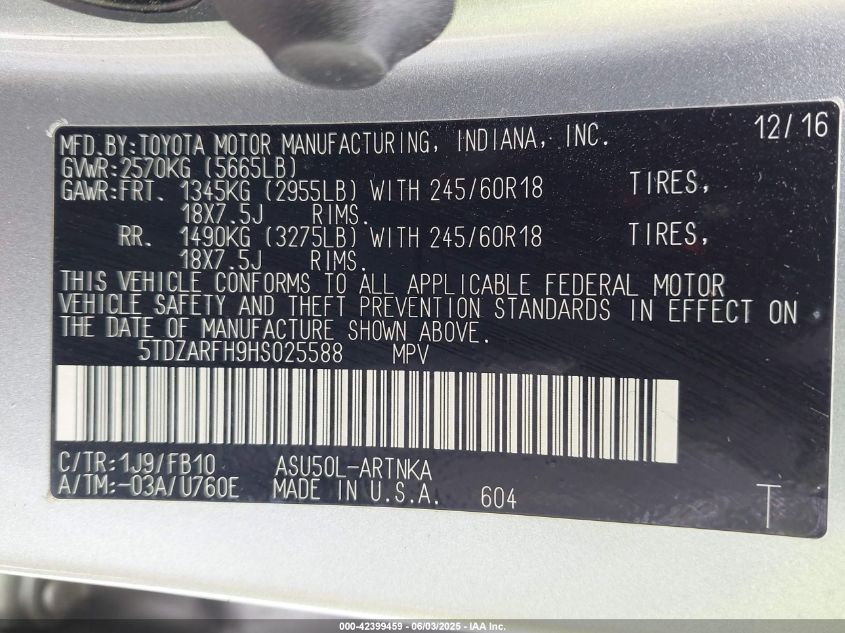 MFD.BY:TOYOTA MOTOR MANUFACTURING, INDIANA, INC. 12/16
GVWR:2570KG (5665LB)
GAWR:FRT. 1345KG (2955LB) WITH 245/60R18 TIRES,
18X7.5J RIMS.
RR. 1490KG (3275LB) WITH 245/60R18 TIRES,
18X7.5J RIMS.
THIS VEHICLE CONFORMS TO ALL APPLICABLE FEDERAL MOTOR
VEHICLE SAFETY AND THEFT PREVENTION STANDARDS IN EFFECT ON
THE DATE OF MANUFACTURE SHOWN ABOVE.
5TDZARFH9HS025588 MPV
C/TR:1J9/FB10 ASU50L-ARTNKA
A/TM:-03A/U760E MADE IN U.S.A. 604 T
000-42399459 - 06/03/2025 - IAA Inc.